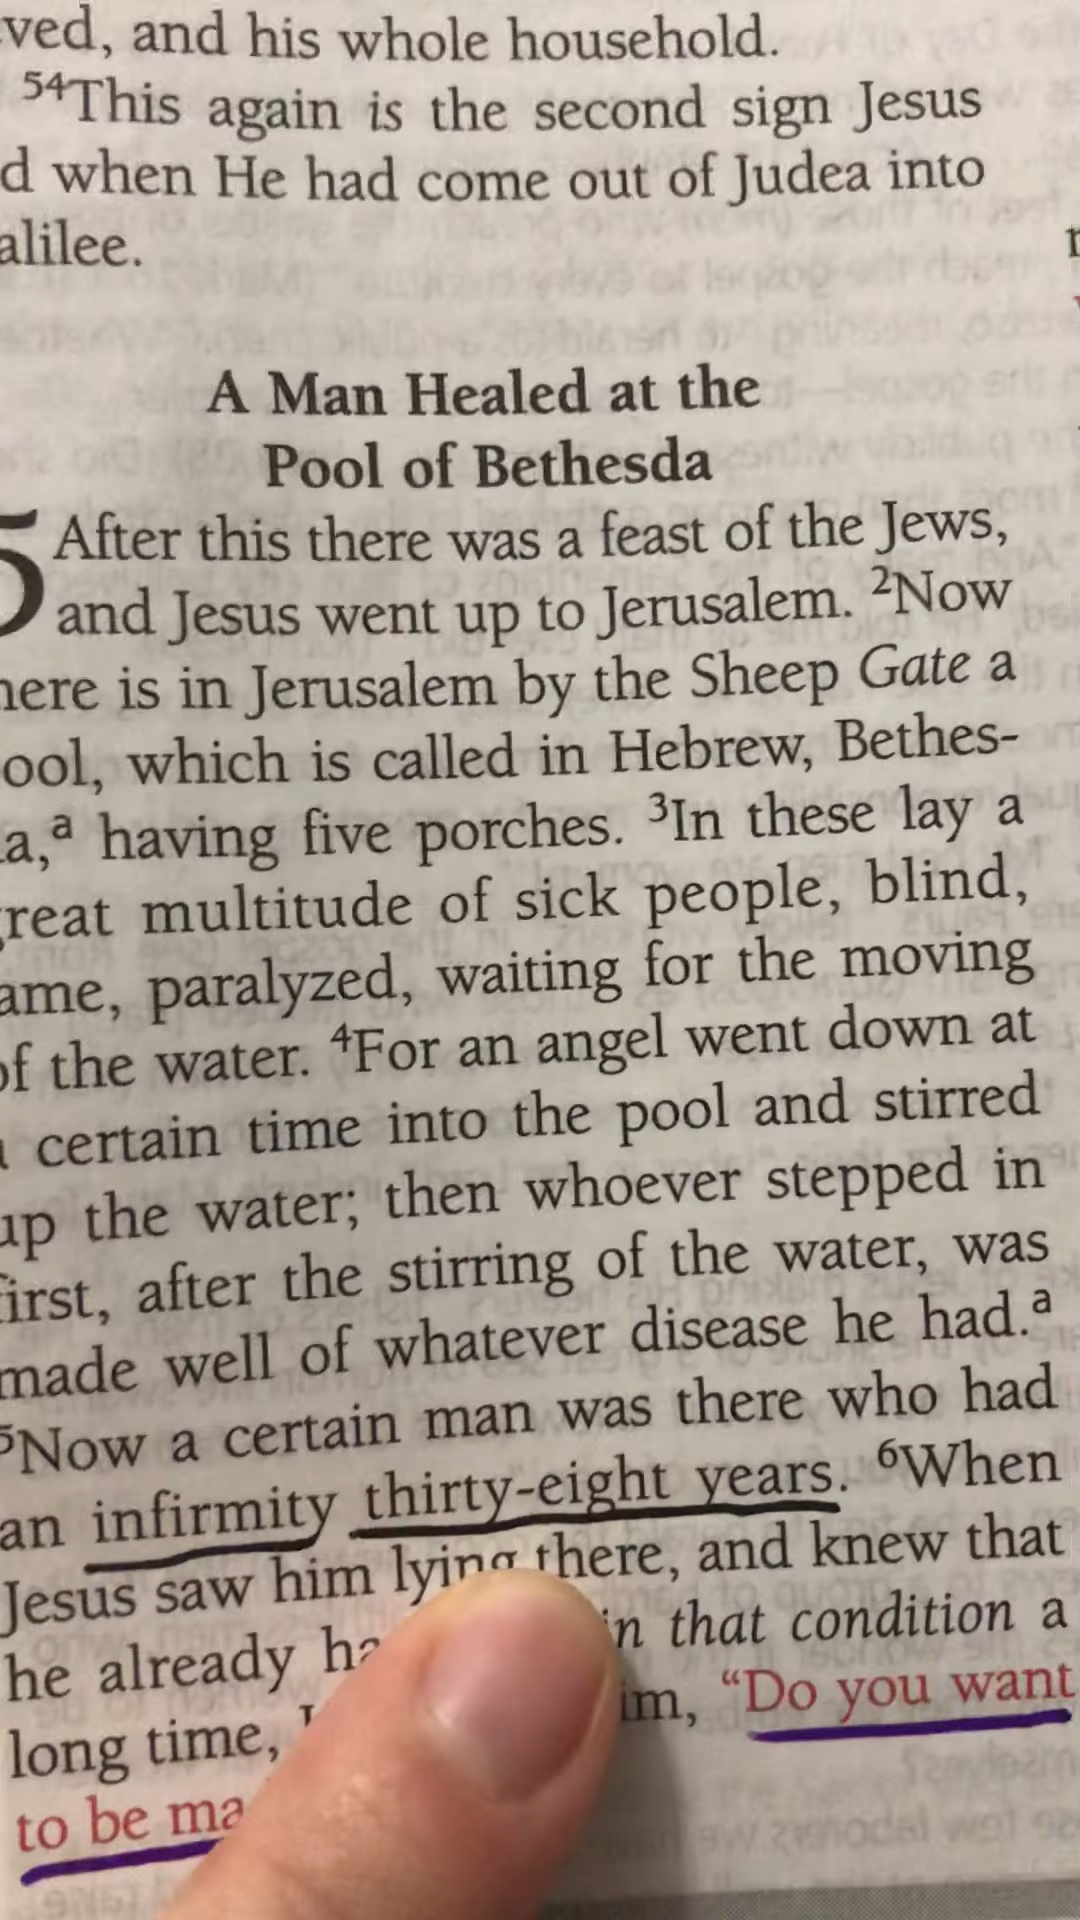 ved, and his whole household.
54This again is the second sign Jesus
d when He had come out of Judea into
alilee.
A Man Healed at the
Pool of Bethesda
5 After this there was a feast of the Jews,
and Jesus went up to Jerusalem. 2Now
here is in Jerusalem by the Sheep Gate a
ool, which is called in Hebrew, Bethes-
a,a having five porches. 3In these lay a
reat multitude of sick people, blind,
ame, paralyzed, waiting for the moving
of the water. 4For an angel went down at
a certain time into the pool and stirred
up the water; then whoever stepped in
first, after the stirring of the water, was
made well of whatever disease he had.a
5Now a certain man was there who had
an infirmity thirty-eight years. 6When
Jesus saw him lying there, and knew that
he already ha in that condition a
long time, im, “Do you want
to be ma